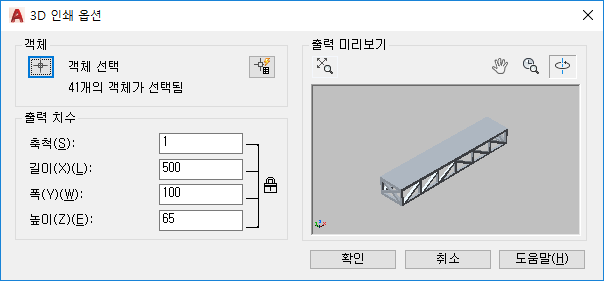 3D 인쇄 옵션
객체
객체 선택
41개의 객체가 선택됨
출력 치수
축척(S): 1
길이(X)(L): 500
폭(Y)(W): 100
높이(Z)(E): 65
출력 미리보기
확인 취소 도움말(H)